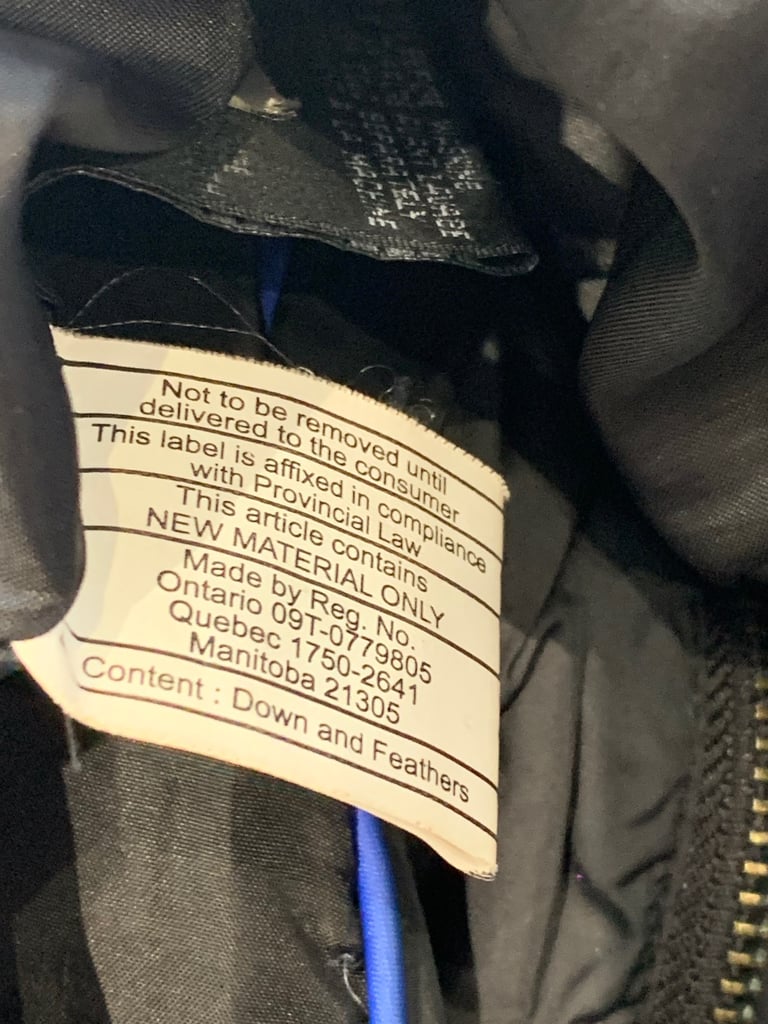 Not to be removed until
delivered to the consumer
This label is affixed in compliance
with Provincial Law
This article contains
NEW MATERIAL ONLY
Made by Reg. No.
Ontario 09T-0779805
Quebec 1750-2641
Manitoba 21305
Content : Down and Feathers